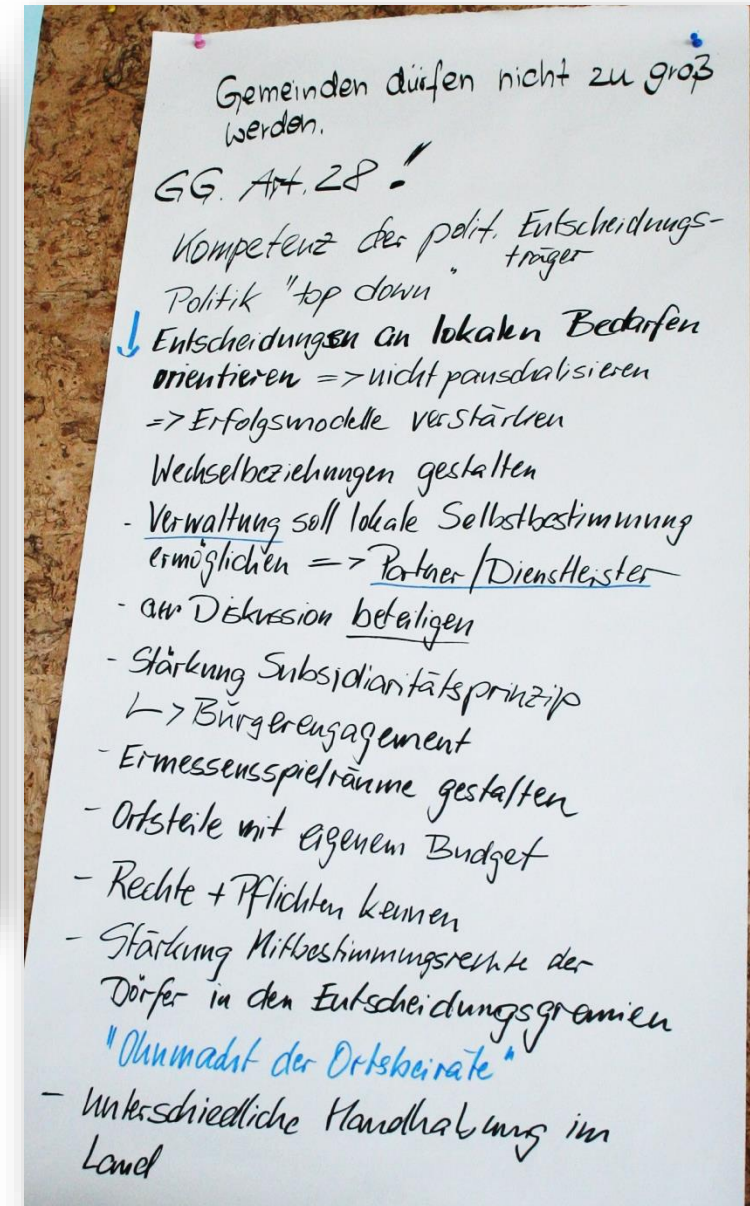 Gemeinden dürfen nicht zu groß
werden.
GG. Art. 28 !
Kompetenz der polit. Entscheidungs-
träger
Politik "top down"
↓ Entscheidungen an lokalen Bedarfen
orientieren => nicht pauschalisieren
=> Erfolgsmodelle verstärken
Wechselbeziehungen gestalten
- Verwaltung soll lokale Selbstbestimmung
ermöglichen => Partner/Dienstleister
- an Diskussion beteiligen
- Stärkung Subsidiaritätsprinzip
↳ Bürgerengagement
- Ermessensspielräume gestalten
- Ortsteile mit eigenem Budget
- Rechte + Pflichten kennen
- Stärkung Mitbestimmungsrechte der
Dörfer in den Entscheidungsgremien
"Ohnmacht der Ortsbeiräte"
- unterschiedliche Handhabung im
Land